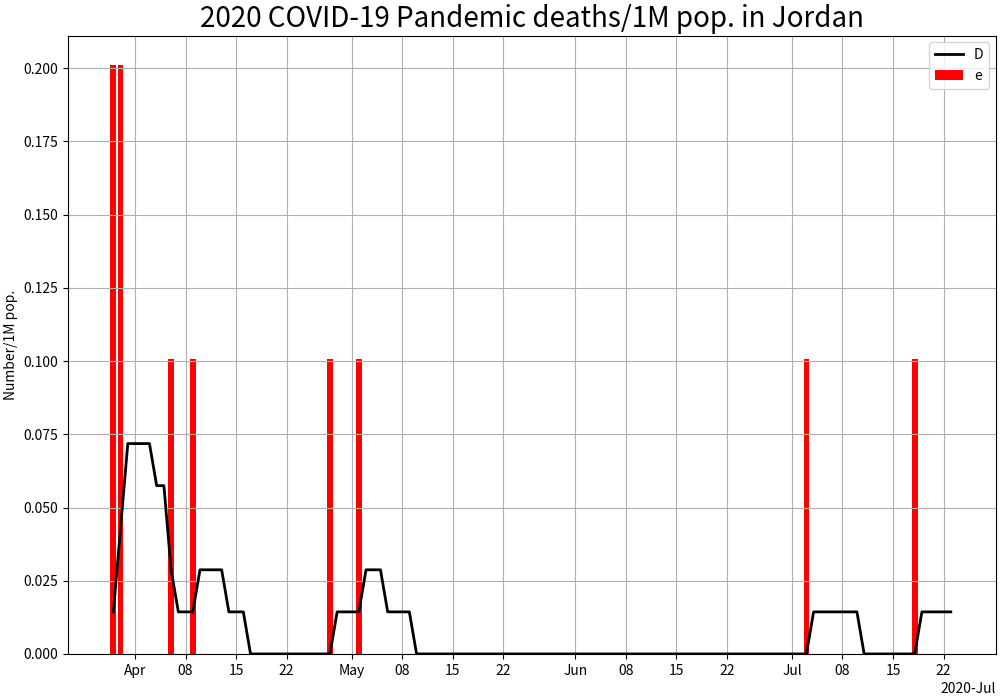 2020 COVID-19 Pandemic deaths/1M pop. in Jordan
D
e
Number/1M pop.
0.200
0.175
0.150
0.125
0.100
0.075
0.050
0.025
0.000
Apr 08 15 22 May 08 15 22 Jun 08 15 22 Jul 08 15 22
2020-Jul